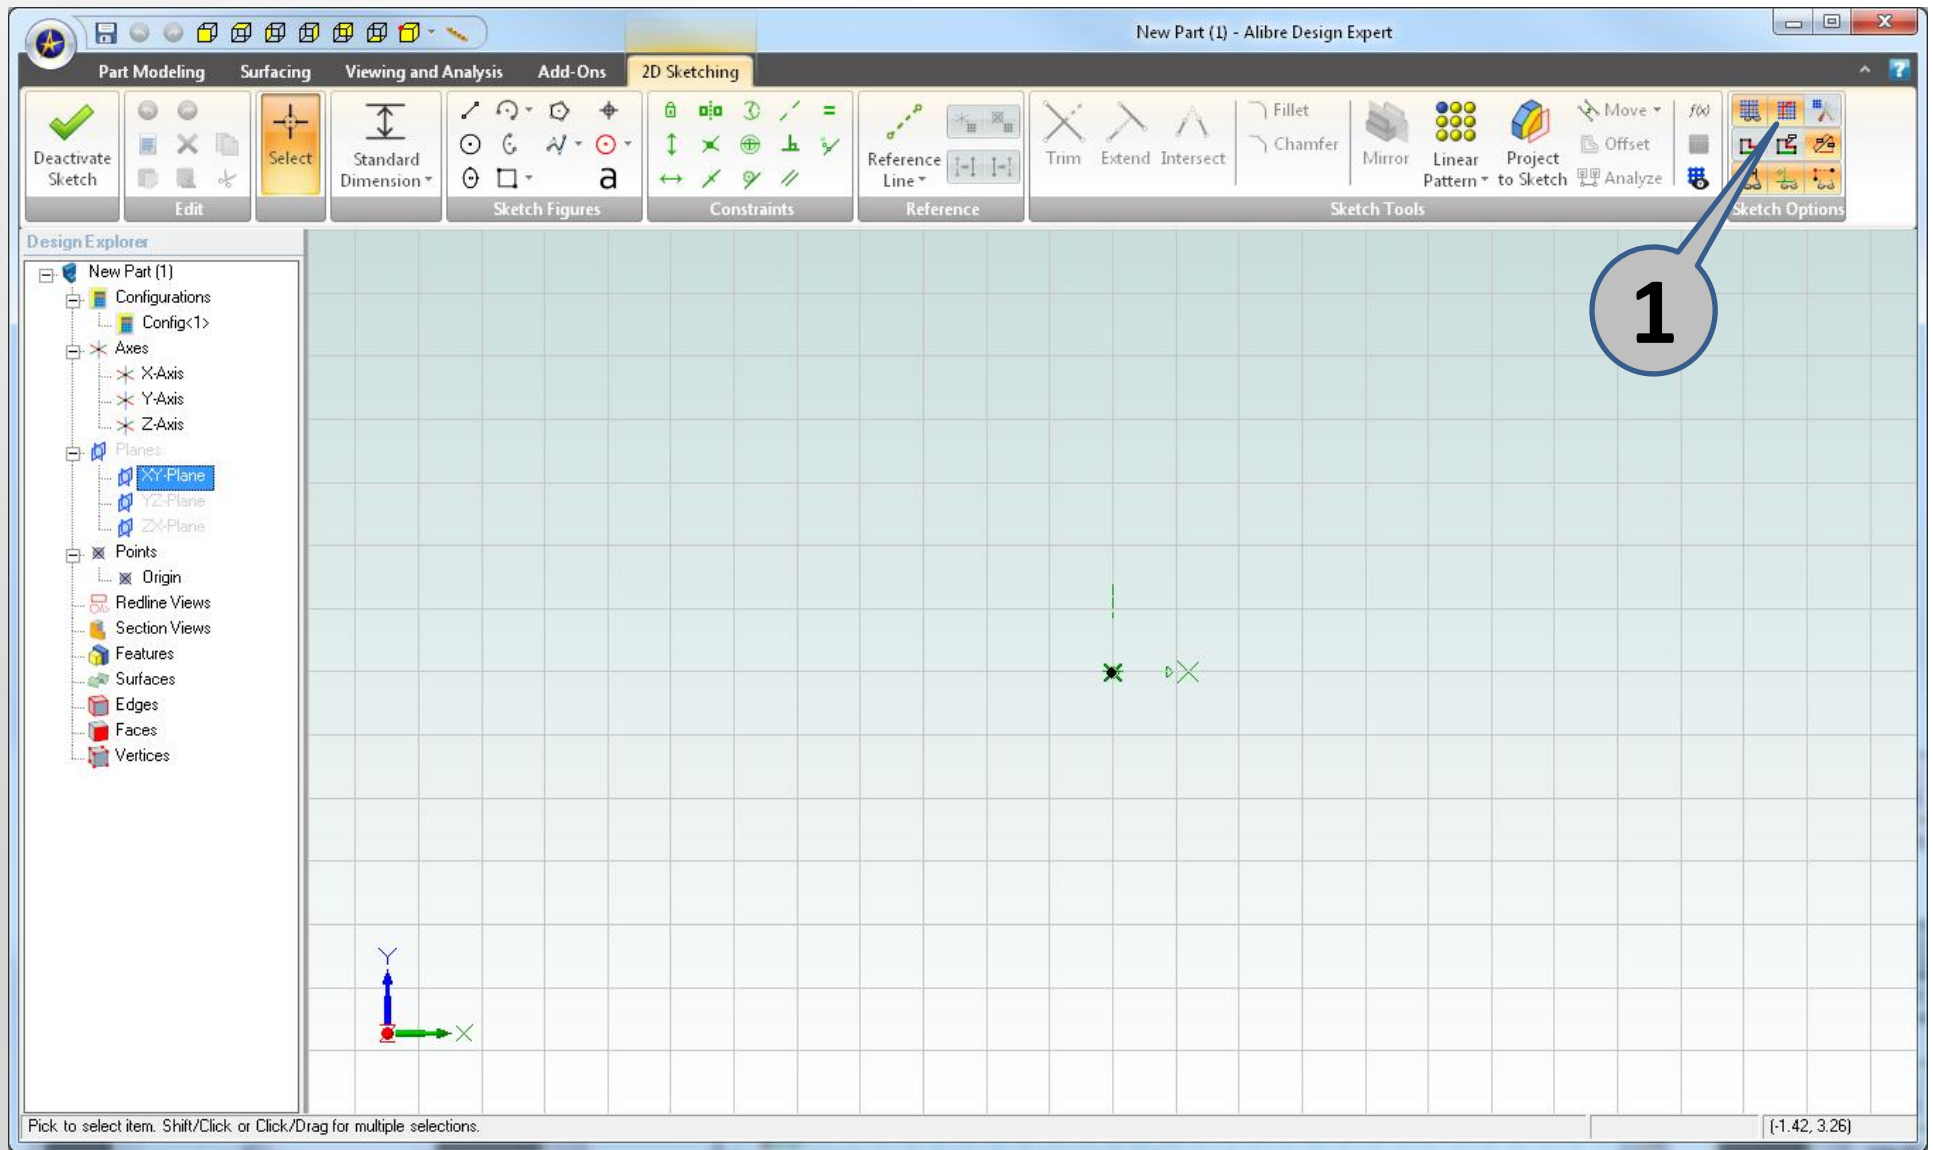 New Part (1) - Alibre Design Expert
Part Modeling Surfacing Viewing and Analysis Add-Ons 2D Sketching
Deactivate Sketch
Select
Standard Dimension
a
Reference Line
Trim Extend Intersect
Fillet
Chamfer
Mirror
Linear Pattern
Project to Sketch
Move
Offset
Analyze
f(x)
Edit
Sketch Figures
Constraints
Reference
Sketch Tools
Sketch Options
1
Design Explorer
New Part (1)
Configurations
Config<1>
Axes
X-Axis
Y-Axis
Z-Axis
Planes
XY-Plane
YZ-Plane
ZX-Plane
Points
Origin
Redline Views
Section Views
Features
Surfaces
Edges
Faces
Vertices
X
Y
X
Z
Pick to select item. Shift/Click or Click/Drag for multiple selections.
(-1.42, 3.26)